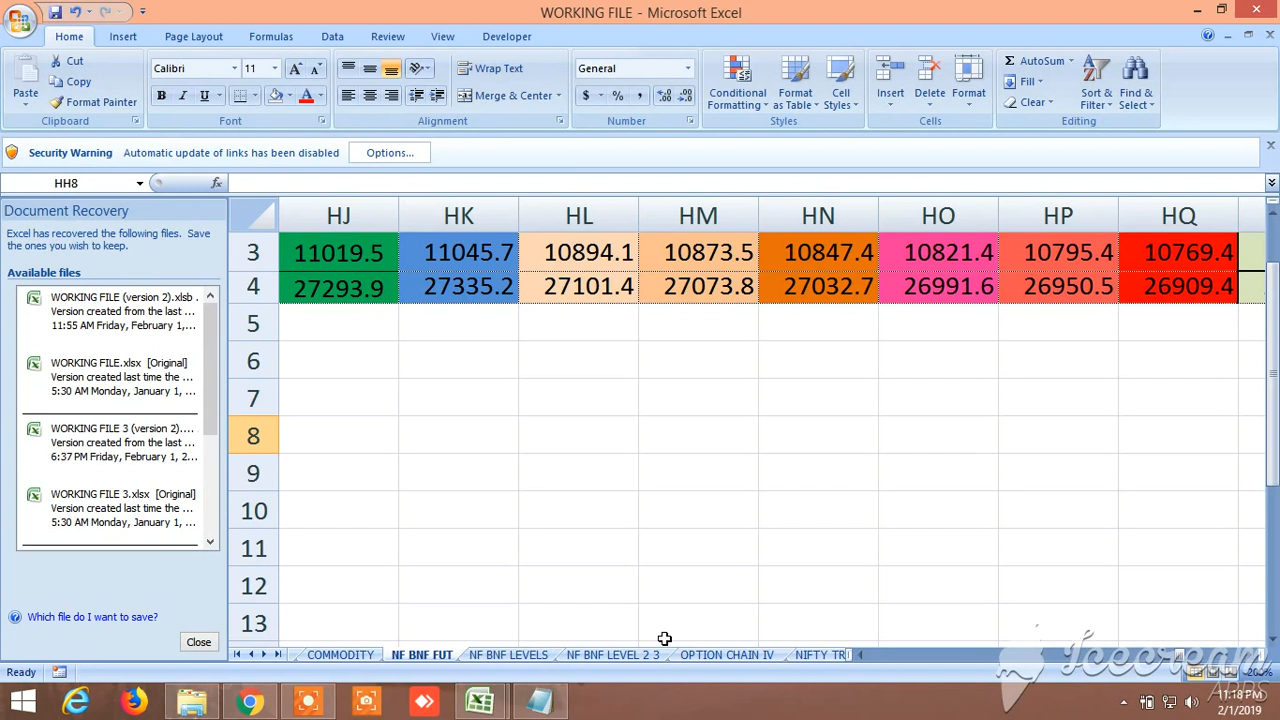 WORKING FILE - Microsoft Excel
Home Insert Page Layout Formulas Data Review View Developer
Paste
Cut
Copy
Format Painter
Clipboard
Calibri 11
B I U
Font
Wrap Text
Merge & Center
Alignment
General
$ % ,
Number
Conditional Formatting
Format as Table
Cell Styles
Styles
Insert Delete Format
Cells
AutoSum
Fill
Clear
Sort & Filter
Find & Select
Editing
Security Warning Automatic update of links has been disabled Options...
HH8 fx
Document Recovery
Excel has recovered the following files. Save
the ones you wish to keep.
Available files
WORKING FILE (version 2).xlsb .
Version created from the last ...
11:55 AM Friday, February 1,...
WORKING FILE.xlsx [Original]
Version created last time the ...
5:30 AM Monday, January 1, ...
WORKING FILE 3 (version 2)....
Version created from the last ...
6:37 PM Friday, February 1, 2...
WORKING FILE 3.xlsx [Original]
Version created last time the ...
5:30 AM Monday, January 1, ...
Which file do I want to save?
Close
HJ HK HL HM HN HO HP HQ
3 11019.5 11045.7 10894.1 10873.5 10847.4 10821.4 10795.4 10769.4
4 27293.9 27335.2 27101.4 27073.8 27032.7 26991.6 26950.5 26909.4
5
6
7
8
9
10
11
12
13
COMMODITY NF BNF FUT NF BNF LEVELS NF BNF LEVEL 2 3 OPTION CHAIN IV NIFTY TR
Ready
Icecream
APPS
11:18 PM
2/1/2019